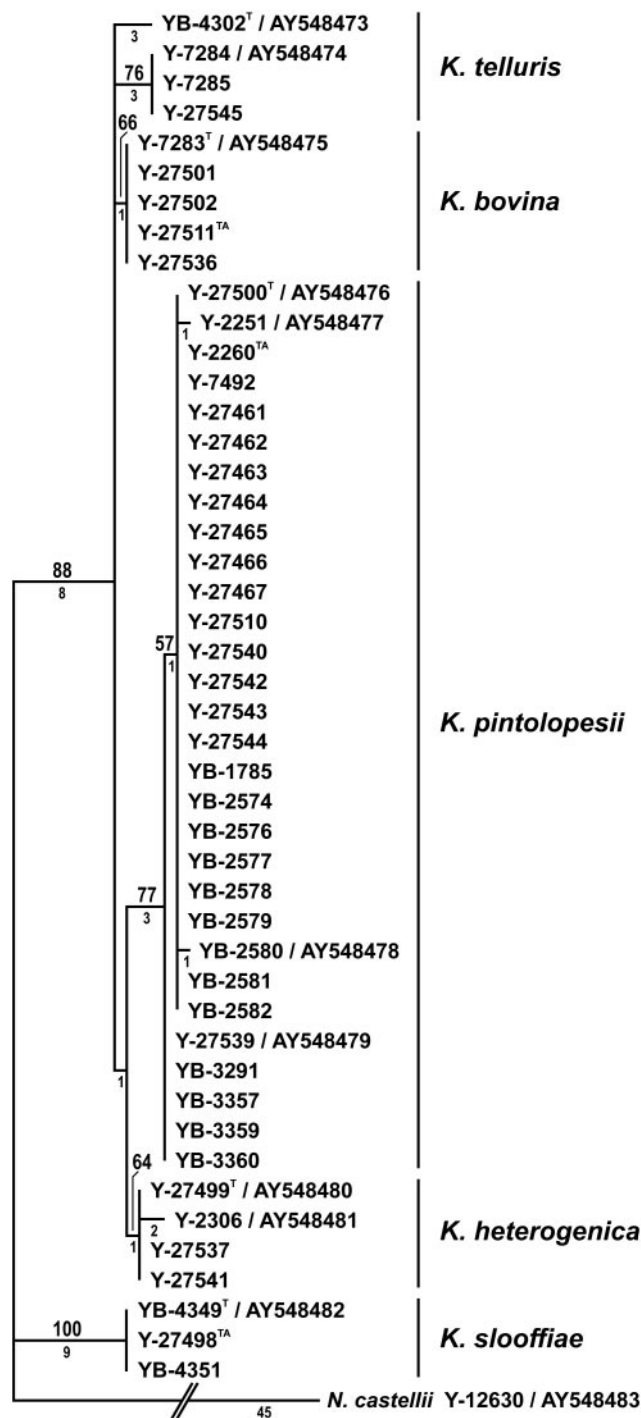 YB-4302ᵀ / AY548473
3
Y-7284 / AY548474
76
K. telluris
Y-7285
3
Y-27545
66
Y-7283ᵀ / AY548475
Y-27501
Y-27502
K. bovina
1
Y-27511ᵀᴬ
Y-27536
Y-27500ᵀ / AY548476
Y-2251 / AY548477
1
Y-2260ᵀᴬ
Y-7492
Y-27461
Y-27462
Y-27463
Y-27464
Y-27465
Y-27466
88
8
Y-27467
Y-27510
57
Y-27540
1
Y-27542
Y-27543
K. pintolopesii
Y-27544
YB-1785
YB-2574
YB-2576
YB-2577
77
YB-2578
3
YB-2579
YB-2580 / AY548478
1
YB-2581
YB-2582
Y-27539 / AY548479
1
YB-3291
YB-3357
YB-3359
64
YB-3360
Y-27499ᵀ / AY548480
Y-2306 / AY548481
2
K. heterogenica
1
Y-27537
Y-27541
YB-4349ᵀ / AY548482
100
9
Y-27498ᵀᴬ
K. slooffiae
YB-4351
N. castellii Y-12630 / AY548483
45